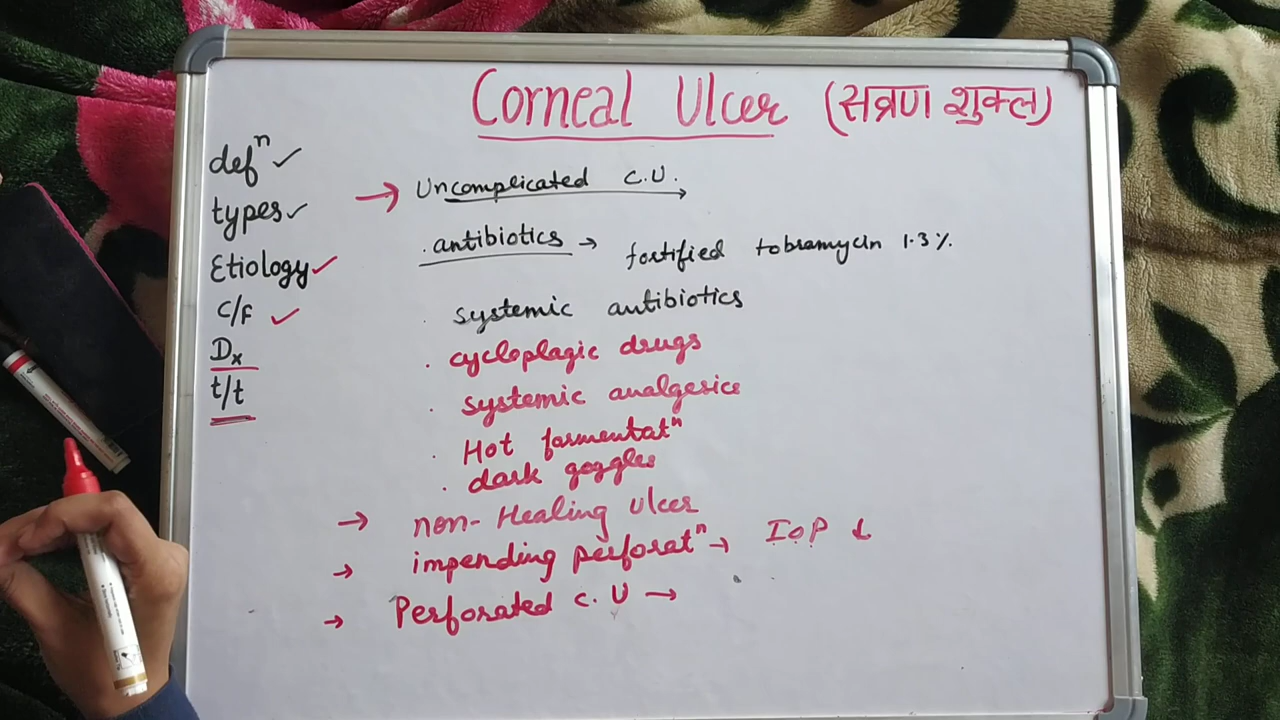 Corneal Ulcer (सव्रण शुक्ल)
defⁿ ✓
types ✓
Etiology ✓
C/F ✓
Dx
t/t
→ Uncomplicated C.U.
. antibiotics → fortified tobramycin 1.3%.
. systemic antibiotics
. cycloplagic drugs
. systemic analgesics
. Hot formentatⁿ
. dark goggles
→ non-Healing Ulcer
→ impending perforatⁿ → IOP ↓
→ Perforated C.U →